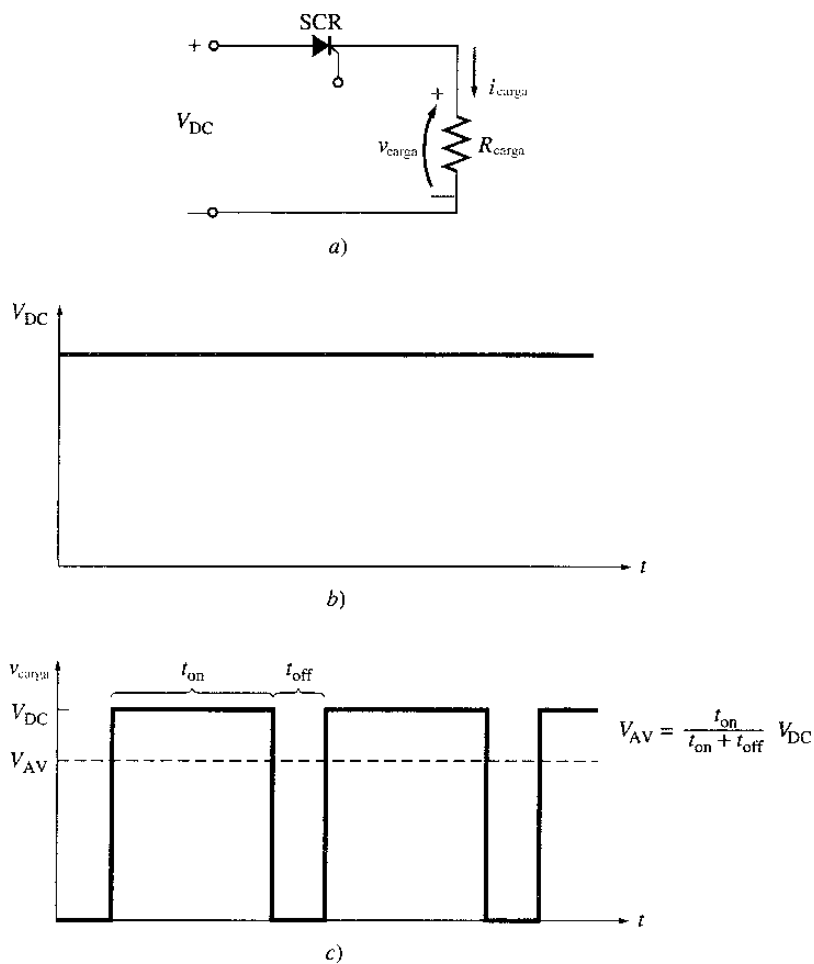 SCR
+
V_DC
+
i_carga
v_carga
R_carga
−
−
a)
V_DC
t
b)
v_carga
t_on
t_off
V_DC
V_AV
V_AV = t_on / (t_on + t_off) V_DC
t
c)